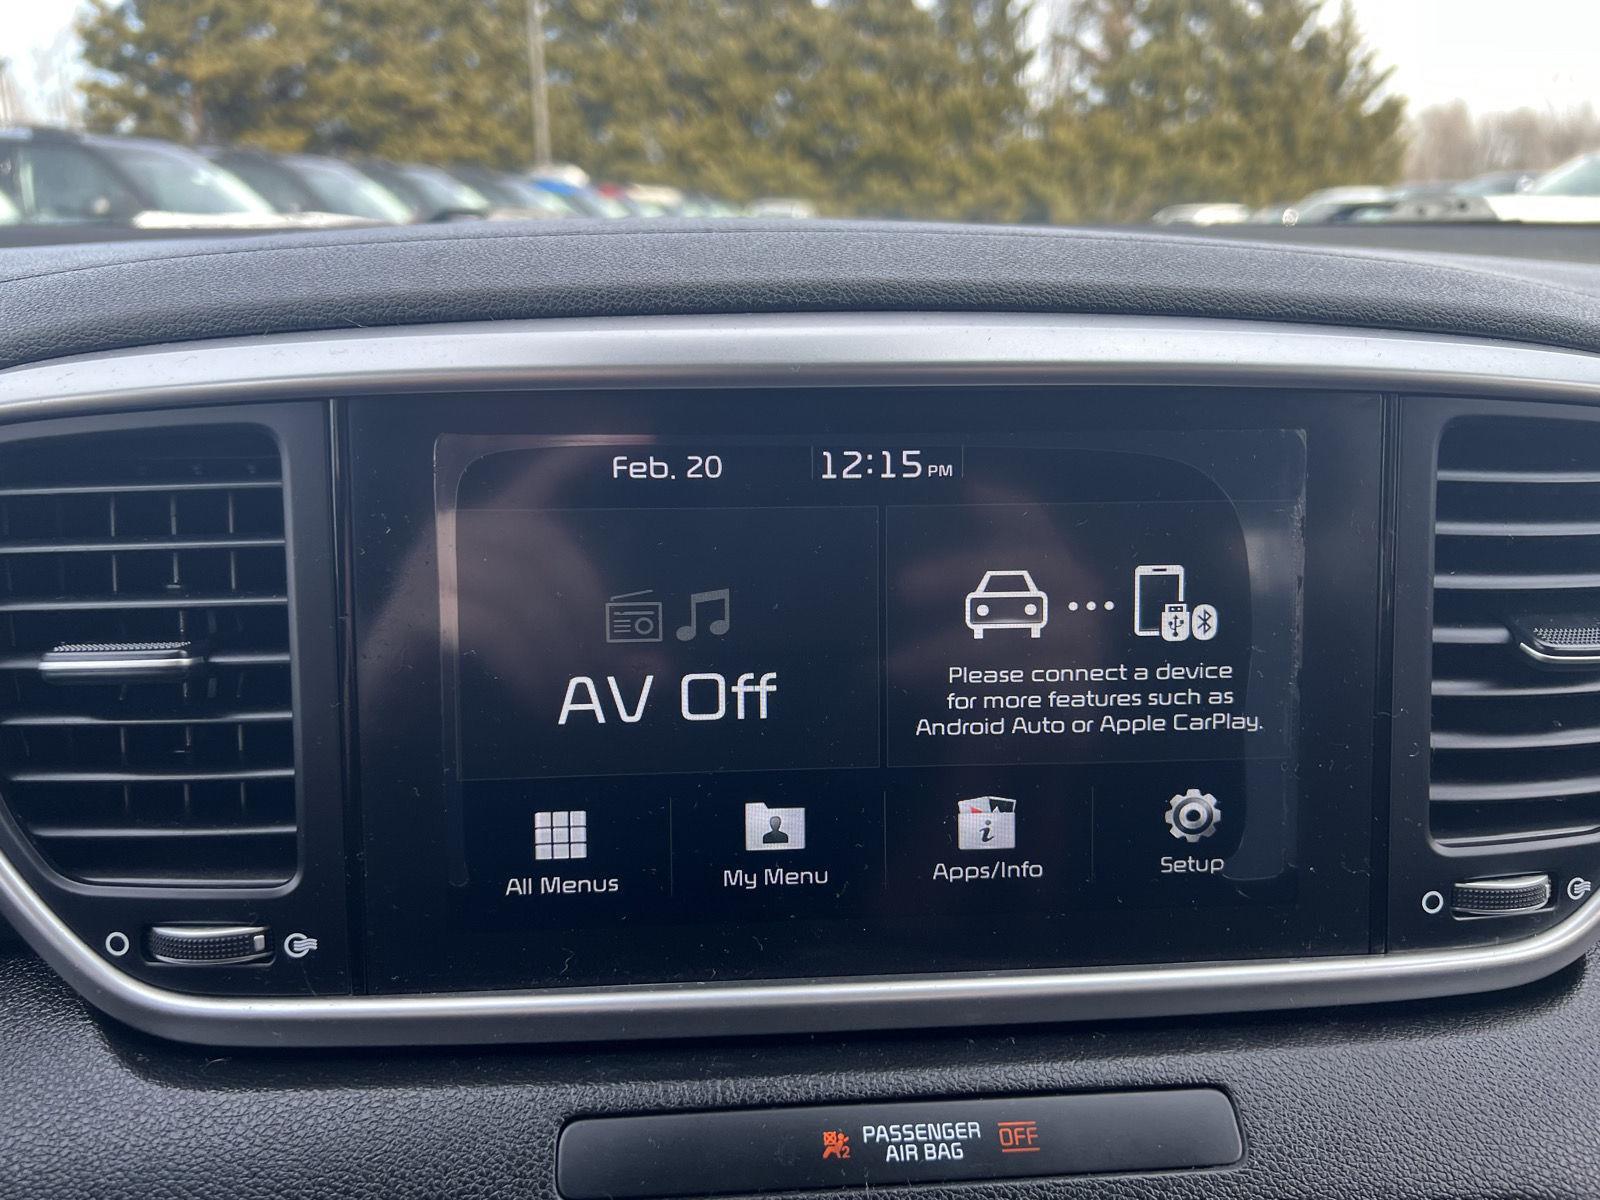 Feb. 20 12:15 PM
AV Off
Please connect a device
for more features such as
Android Auto or Apple CarPlay.
All Menus
My Menu
Apps/Info
Setup
PASSENGER
AIR BAG
OFF
2